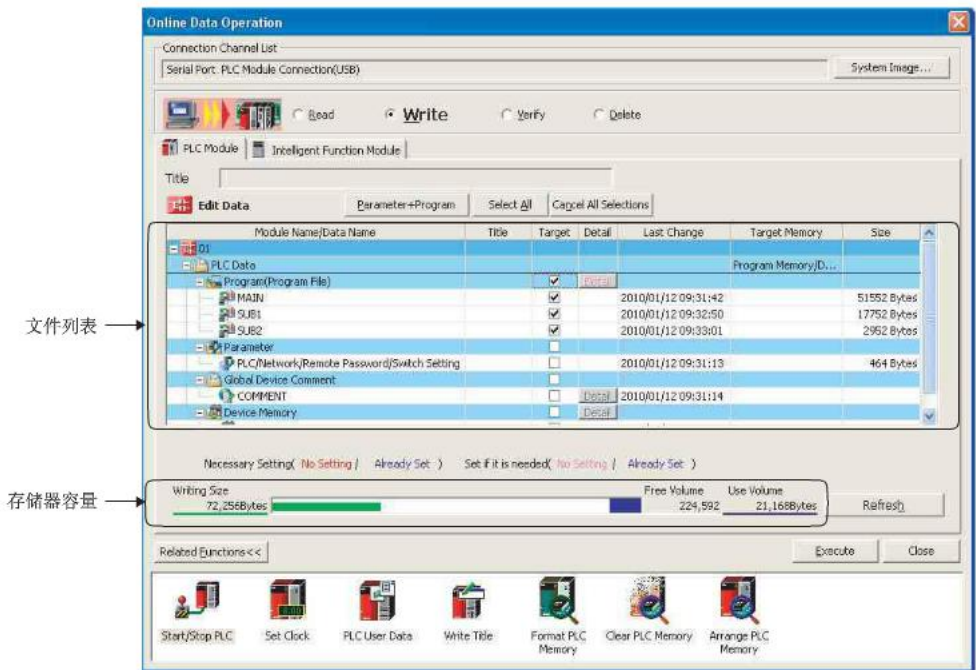 Online Data Operation
Connection Channel List
Serial Port PLC Module Connection(USB)
System Image...
Read Write Verify Delete
PLC Module Intelligent Function Module
Title
Edit Data Parameter+Program Select All Cancel All Selections
Module Name/Data Name Title Target Detail Last Change Target Memory Size
01
PLC Data Program Memory/D...
Program(Program File) Detail
MAIN 2010/01/12 09:31:42 51552 Bytes
SUB1 2010/01/12 09:32:50 17752 Bytes
文件列表
SUB2 2010/01/12 09:33:01 2952 Bytes
Parameter
PLC/Network/Remote Password/Switch Setting 2010/01/12 09:31:13 464 Bytes
Global Device Comment
COMMENT Detail 2010/01/12 09:31:14
Device Memory Detail
Necessary Setting( No Setting / Already Set ) Set if it is needed( No Setting / Already Set )
存储器容量
Writing Size Free Volume Use Volume
72,256Bytes 224,592 21,168Bytes Refresh
Related Functions<< Execute Close
Start/Stop PLC Set Clock PLC User Data Write Title Format PLC Memory Clear PLC Memory Arrange PLC Memory